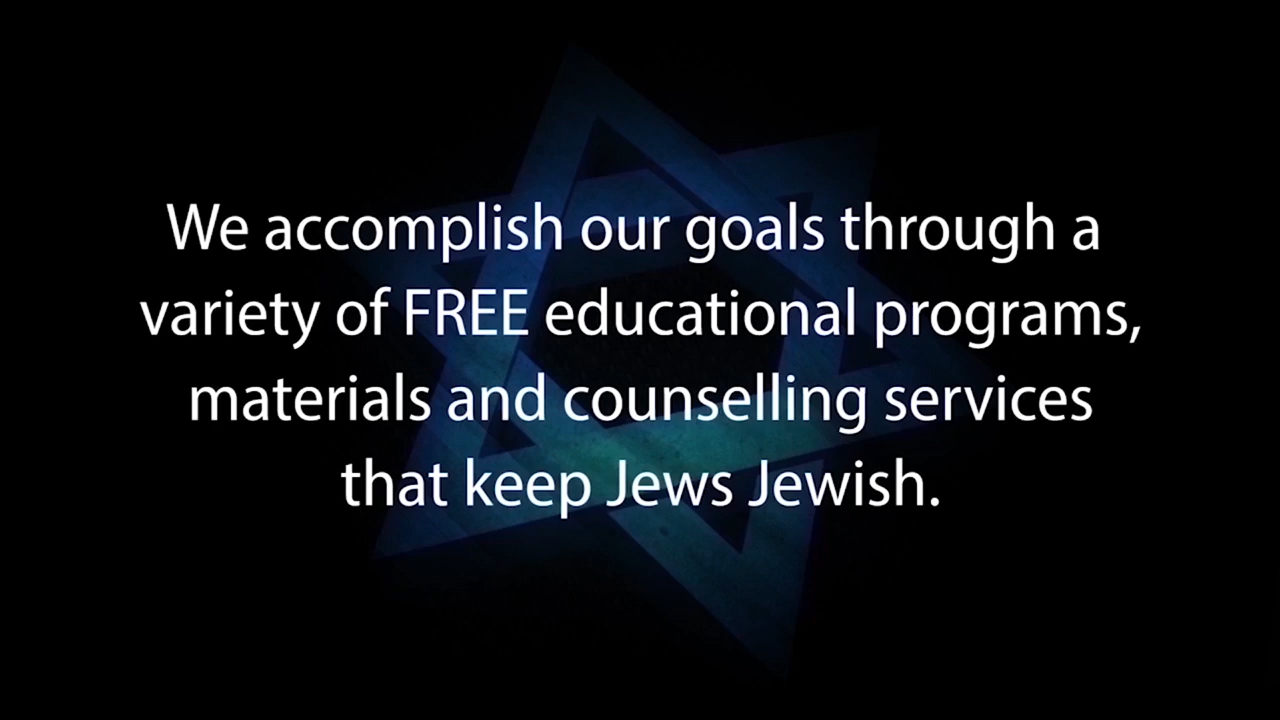 We accomplish our goals through a
variety of FREE educational programs,
materials and counselling services
that keep Jews Jewish.